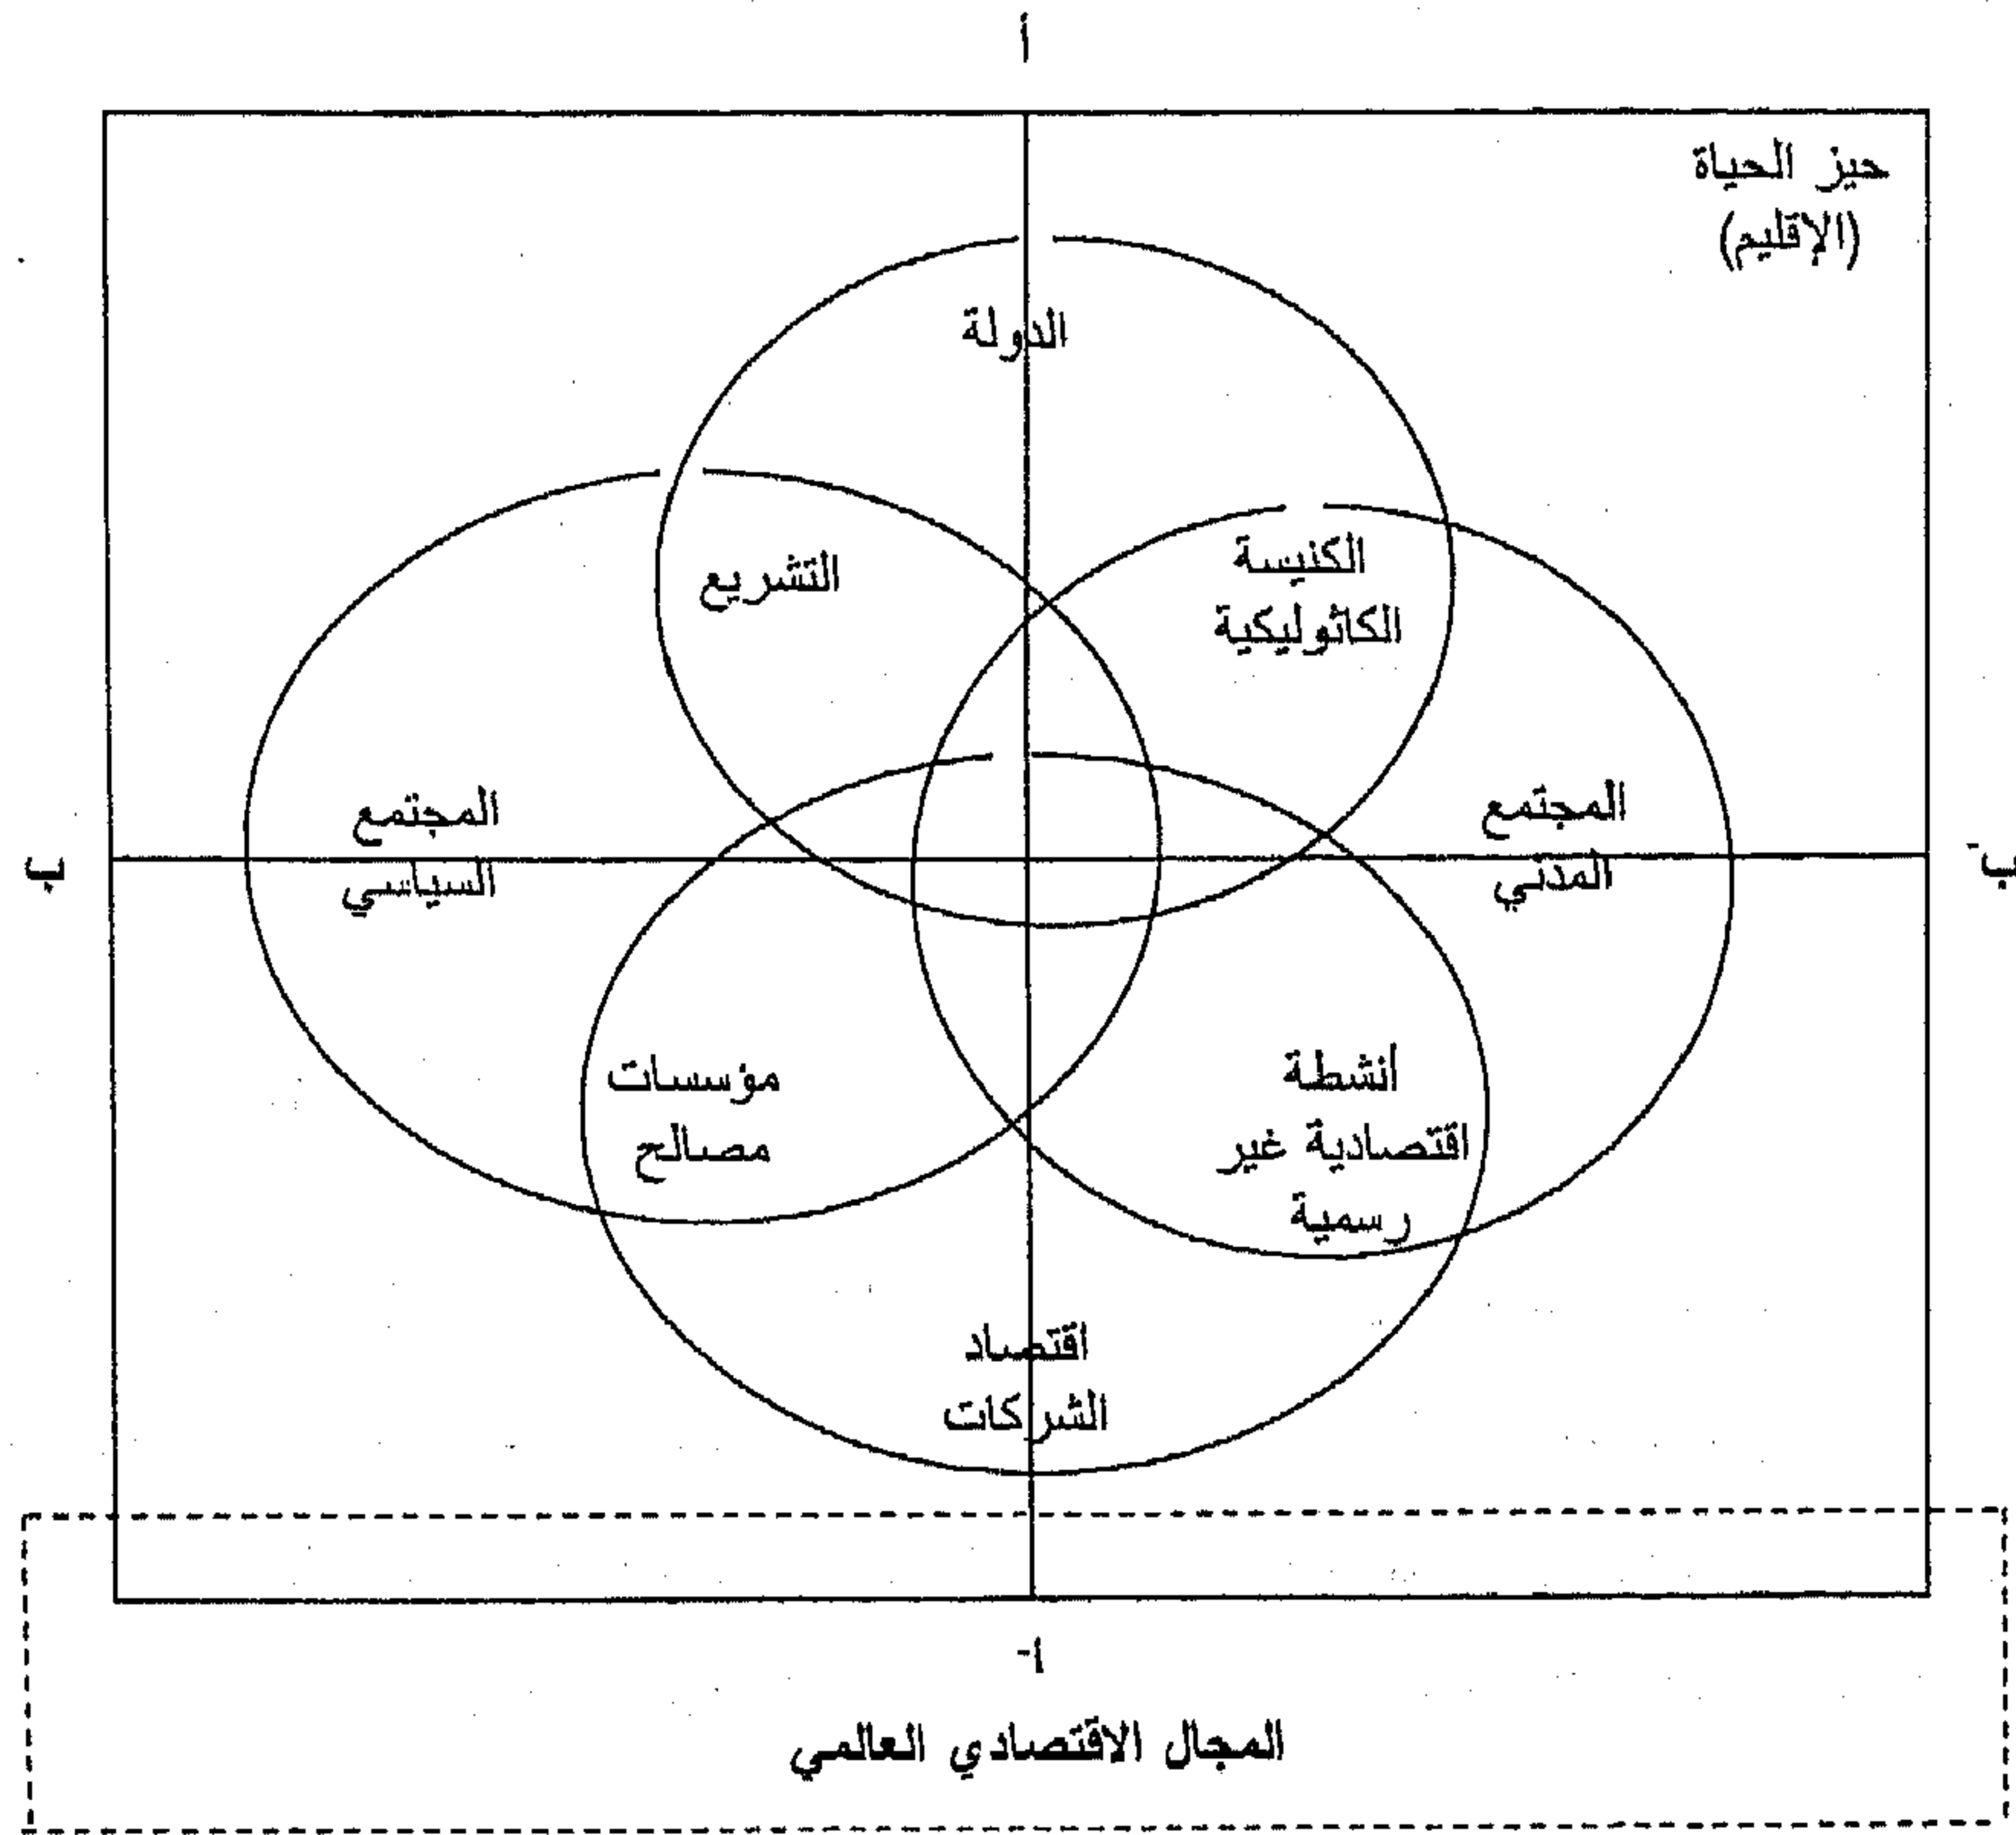 أ
حيز الحياة
(الإقليم)
الدولة
الكنيسة
الكاثوليكية
التشريع
المجتمع
المدني
المجتمع
السياسي
بَ
ب
أنشطة
اقتصادية غير
رسمية
مؤسسات
مصالح
اقتصاد
الشركات
أ-
المجال الاقتصادي العالمي